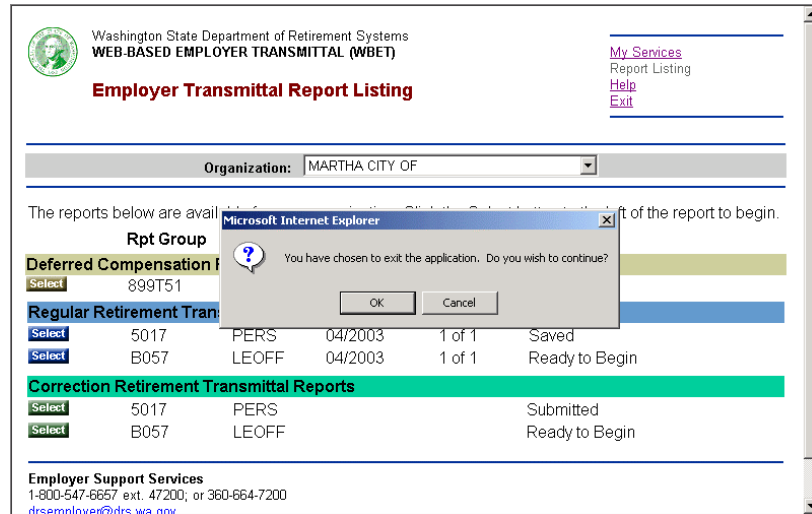 Washington State Department of Retirement Systems
WEB-BASED EMPLOYER TRANSMITTAL (WBET)
Employer Transmittal Report Listing
My Services
Report Listing
Help
Exit
Organization: MARTHA CITY OF
The reports below are avail of the report to begin.
Microsoft Internet Explorer
You have chosen to exit the application. Do you wish to continue?
OK Cancel
Rpt Group
Deferred Compensation
Select 899T51
Regular Retirement Tran
Select 5017 PERS 04/2003 1 of 1 Saved
Select B057 LEOFF 04/2003 1 of 1 Ready to Begin
Correction Retirement Transmittal Reports
Select 5017 PERS Submitted
Select B057 LEOFF Ready to Begin
Employer Support Services
1-800-547-6657 ext. 47200; or 360-664-7200
drsemployer@drs.wa.gov